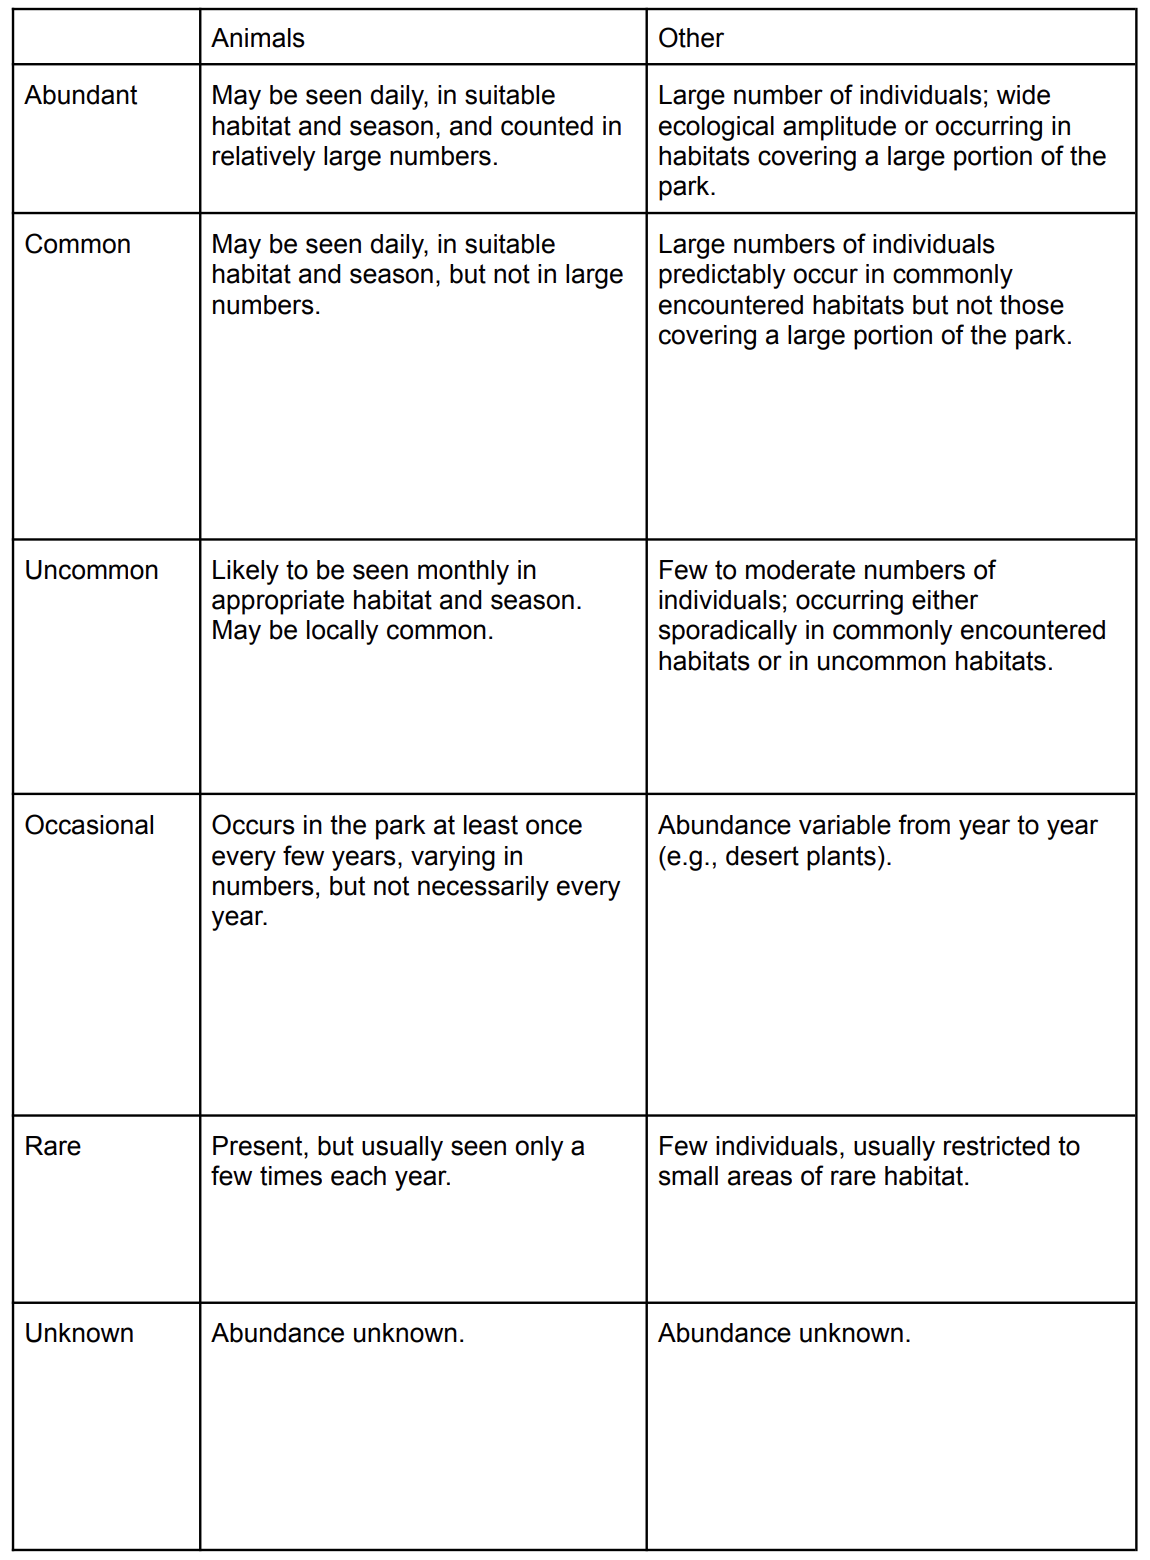 Animals
Other
Abundant
May be seen daily, in suitable
habitat and season, and counted in
relatively large numbers.
Large number of individuals; wide
ecological amplitude or occurring in
habitats covering a large portion of the
park.
Common
May be seen daily, in suitable
habitat and season, but not in large
numbers.
Large numbers of individuals
predictably occur in commonly
encountered habitats but not those
covering a large portion of the park.
Uncommon
Likely to be seen monthly in
appropriate habitat and season.
May be locally common.
Few to moderate numbers of
individuals; occurring either
sporadically in commonly encountered
habitats or in uncommon habitats.
Occasional
Occurs in the park at least once
every few years, varying in
numbers, but not necessarily every
year.
Abundance variable from year to year
(e.g., desert plants).
Rare
Present, but usually seen only a
few times each year.
Few individuals, usually restricted to
small areas of rare habitat.
Unknown
Abundance unknown.
Abundance unknown.